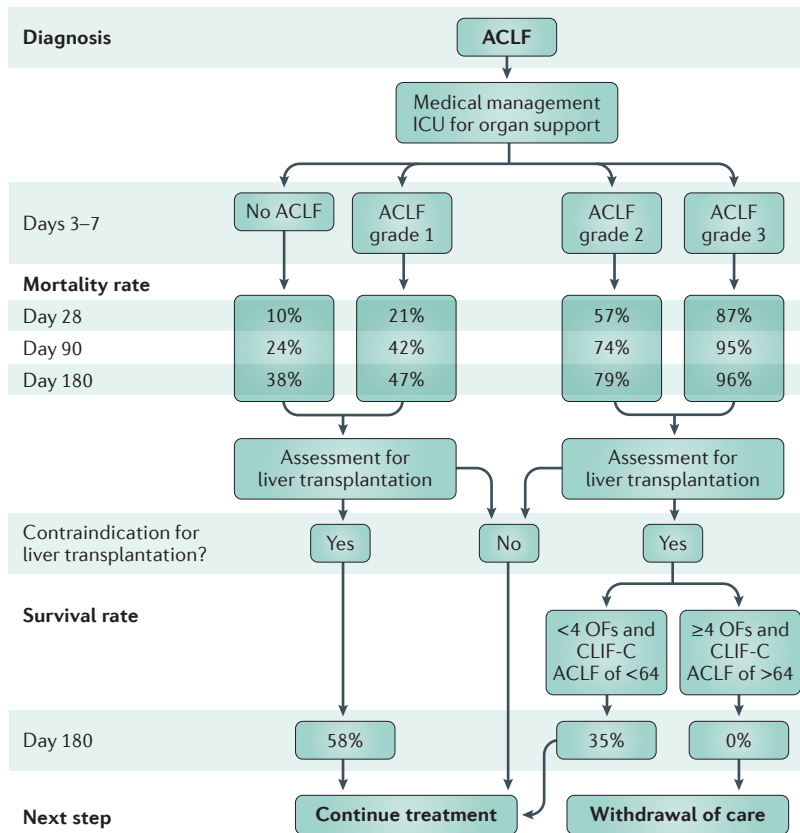 Diagnosis
ACLF
Medical management
ICU for organ support
Days 3–7
No ACLF
ACLF
grade 1
ACLF
grade 2
ACLF
grade 3
Mortality rate
Day 28
10%
21%
57%
87%
Day 90
24%
42%
74%
95%
Day 180
38%
47%
79%
96%
Assessment for
liver transplantation
Assessment for
liver transplantation
Contraindication for
liver transplantation?
Yes
No
Yes
Survival rate
<4 OFs and
CLIF-C
ACLF of <64
≥4 OFs and
CLIF-C
ACLF of >64
Day 180
58%
35%
0%
Next step
Continue treatment
Withdrawal of care